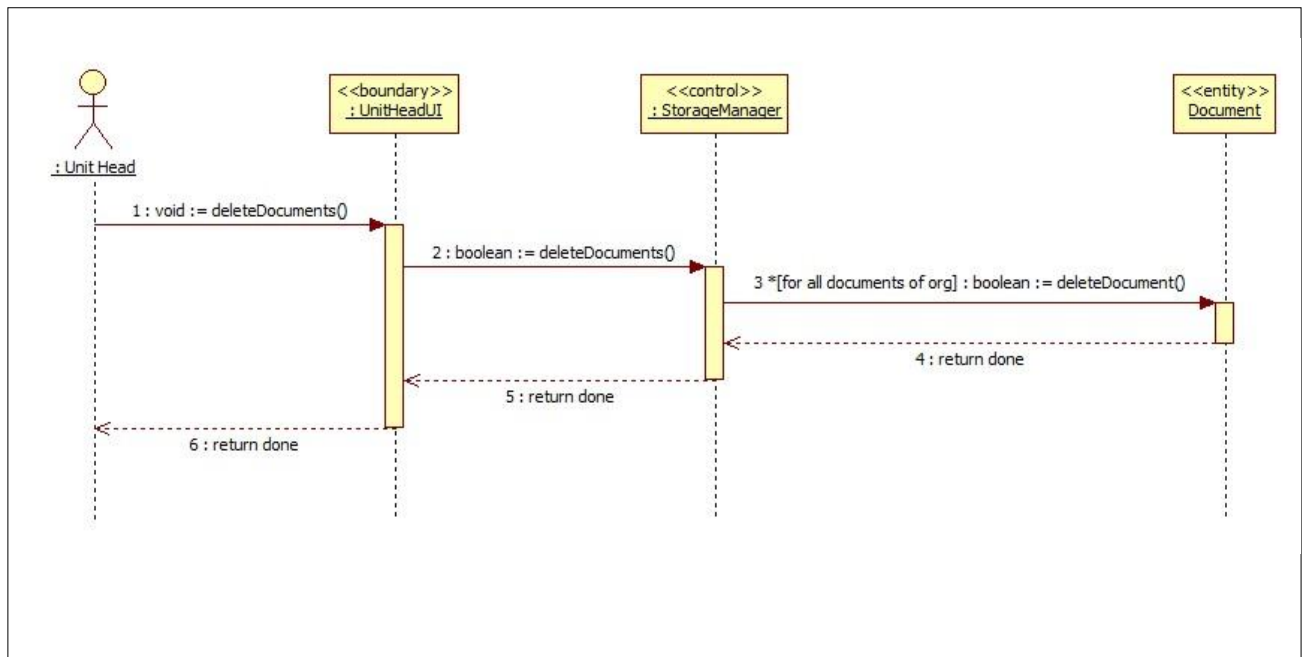 <<boundary>>
: UnitHeadUI
<<control>>
: StorageManager
<<entity>>
Document
: Unit Head
1 : void := deleteDocuments()
2 : boolean := deleteDocuments()
3 *[for all documents of org] : boolean := deleteDocument()
4 : return done
5 : return done
6 : return done